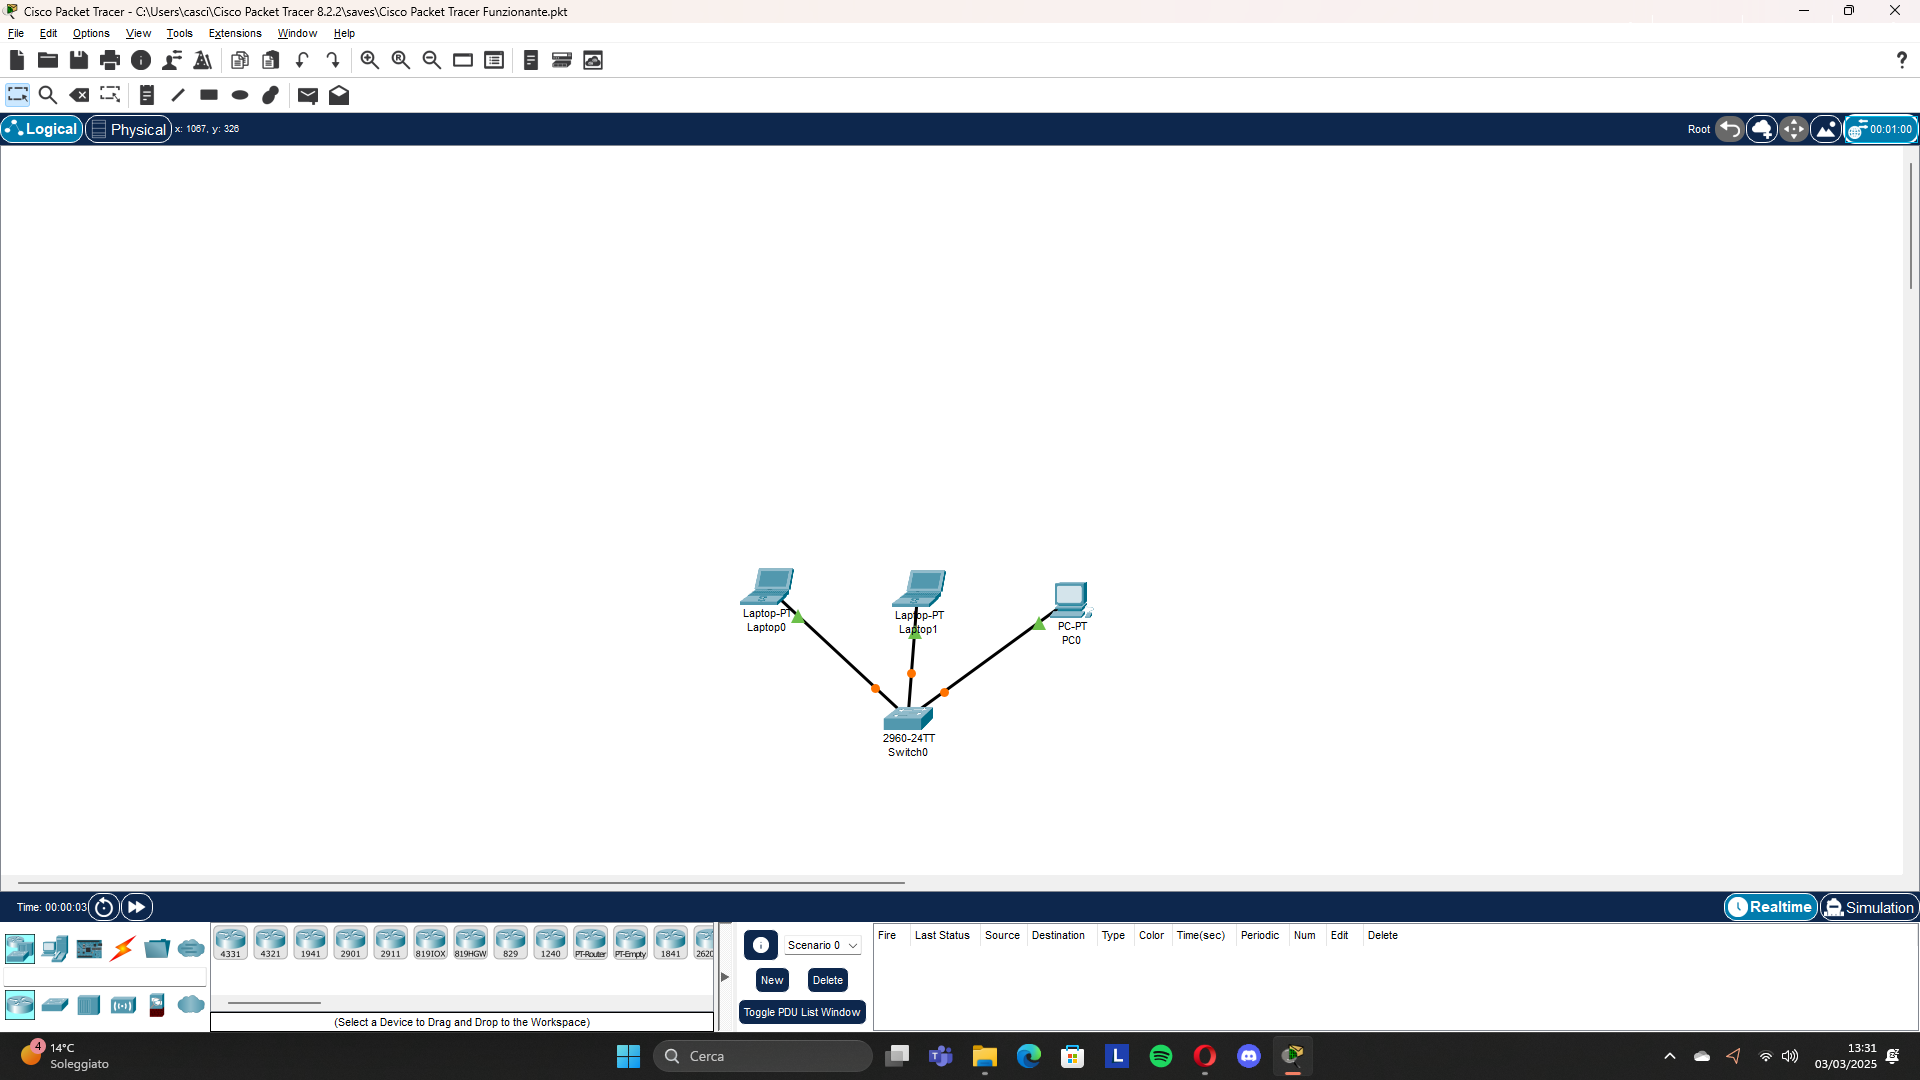 Cisco Packet Tracer - C:\Users\casci\Cisco Packet Tracer 8.2.2\saves\Cisco Packet Tracer Funzionante.pkt
File Edit Options View Tools Extensions Window Help
?
Logical Physical x: 1067, y: 326 Root 00:01:00
Laptop-PT
Laptop0
Laptop-PT
Laptop1
PC-PT
PC0
2960-24TT
Switch0
Time: 00:00:03 Realtime Simulation
4331 4321 1941 2901 2911 819IOX 819HGW 829 1240 PT-Router PT-Empty 1841 2620
(Select a Device to Drag and Drop to the Workspace)
Scenario 0
New Delete
Toggle PDU List Window
Fire Last Status Source Destination Type Color Time(sec) Periodic Num Edit Delete
4
14°C
Soleggiato
Cerca
L
13:31
03/03/2025